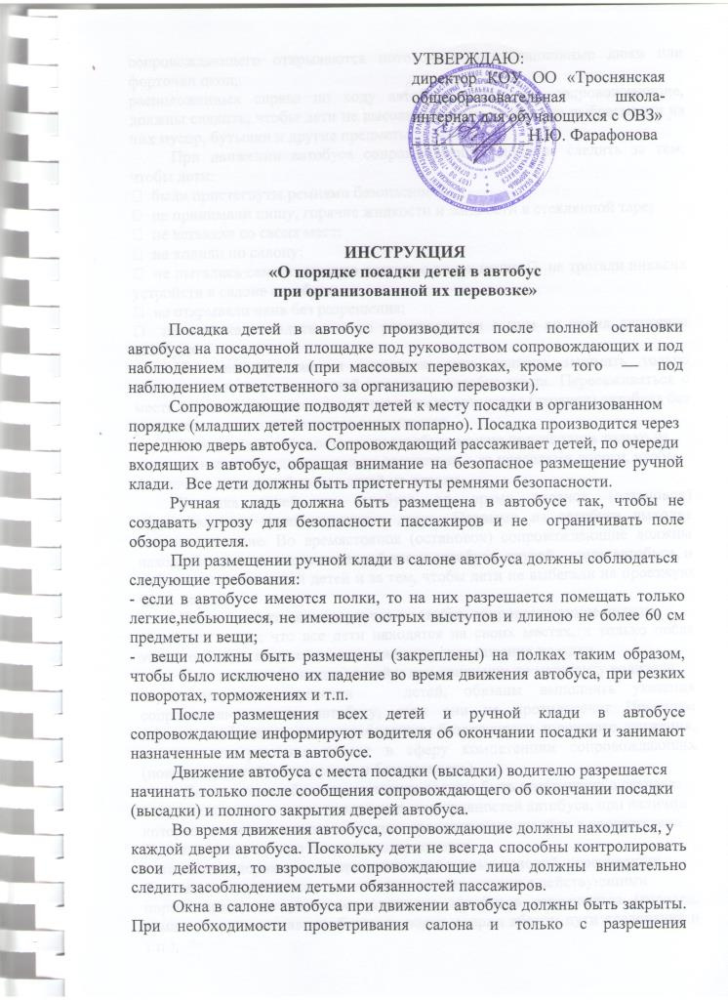 УТВЕРЖДАЮ:
директор КОУ ОО «Троснянская
общеобразовательная школа-
интернат для обучающихся с ОВЗ»
Н.Ю. Фарафонова
ИНСТРУКЦИЯ
«О порядке посадки детей в автобус
при организованной их перевозке»
Посадка детей в автобус производится после полной остановки
автобуса на посадочной площадке под руководством сопровождающих и под
наблюдением водителя (при массовых перевозках, кроме того — под
наблюдением ответственного за организацию перевозки).
Сопровождающие подводят детей к месту посадки в организованном
порядке (младших детей построенных попарно). Посадка производится через
переднюю дверь автобуса. Сопровождающий рассаживает детей, по очереди
входящих в автобус, обращая внимание на безопасное размещение ручной
клади. Все дети должны быть пристегнуты ремнями безопасности.
Ручная кладь должна быть размещена в автобусе так, чтобы не
создавать угрозу для безопасности пассажиров и не ограничивать поле
обзора водителя.
При размещении ручной клади в салоне автобуса должны соблюдаться
следующие требования:
- если в автобусе имеются полки, то на них разрешается помещать только
легкие,небьющиеся, не имеющие острых выступов и длиною не более 60 см
предметы и вещи;
- вещи должны быть размещены (закреплены) на полках таким образом,
чтобы было исключено их падение во время движения автобуса, при резких
поворотах, торможениях и т.п.
После размещения всех детей и ручной клади в автобусе
сопровождающие информируют водителя об окончании посадки и занимают
назначенные им места в автобусе.
Движение автобуса с места посадки (высадки) водителю разрешается
начинать только после сообщения сопровождающего об окончании посадки
(высадки) и полного закрытия дверей автобуса.
Во время движения автобуса, сопровождающие должны находиться, у
каждой двери автобуса. Поскольку дети не всегда способны контролировать
свои действия, то взрослые сопровождающие лица должны внимательно
следить засоблюдением детьми обязанностей пассажиров.
Окна в салоне автобуса при движении автобуса должны быть закрыты.
При необходимости проветривания салона и только с разрешения